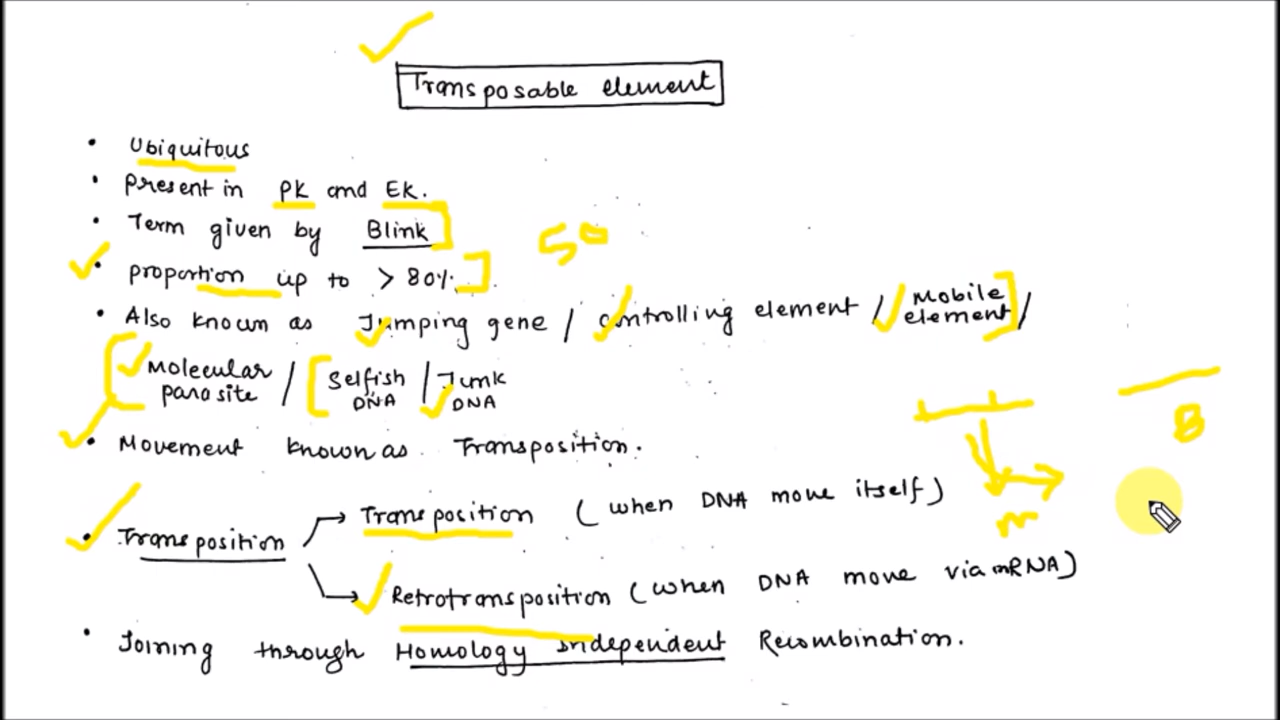 Transposable element
• Ubiquitous
• Present in PK and EK.
• Term given by Blink
50
• proportion up to > 80%.
• Also known as Jumping gene / controlling element / Mobile element /
Molecular parasite / Selfish DNA / Junk DNA
• Movement known as Transposition.
B
• Transposition → Transposition (when DNA move itself)
m
→ Retrotransposition (when DNA move via mRNA)
• Joining through Homology independent Recombination.